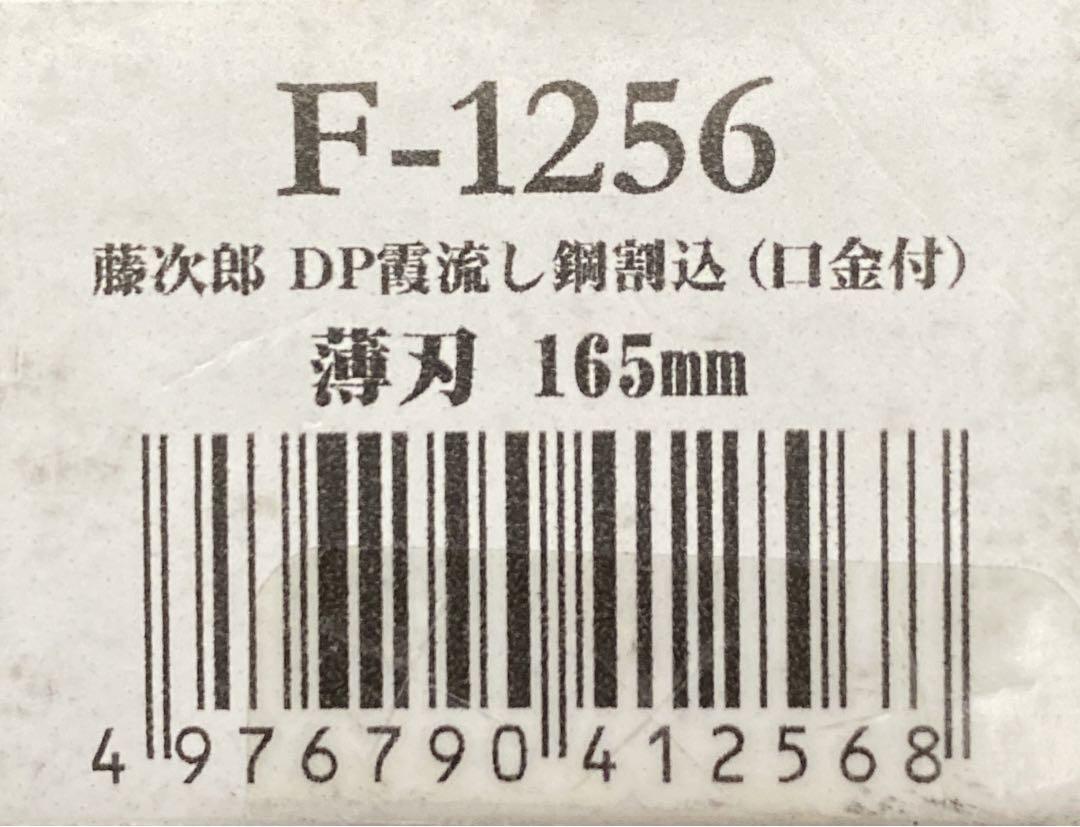 F-1256
藤次郎 DP霞流し鋼割込（口金付）
薄刃 165mm
4 976790 412568